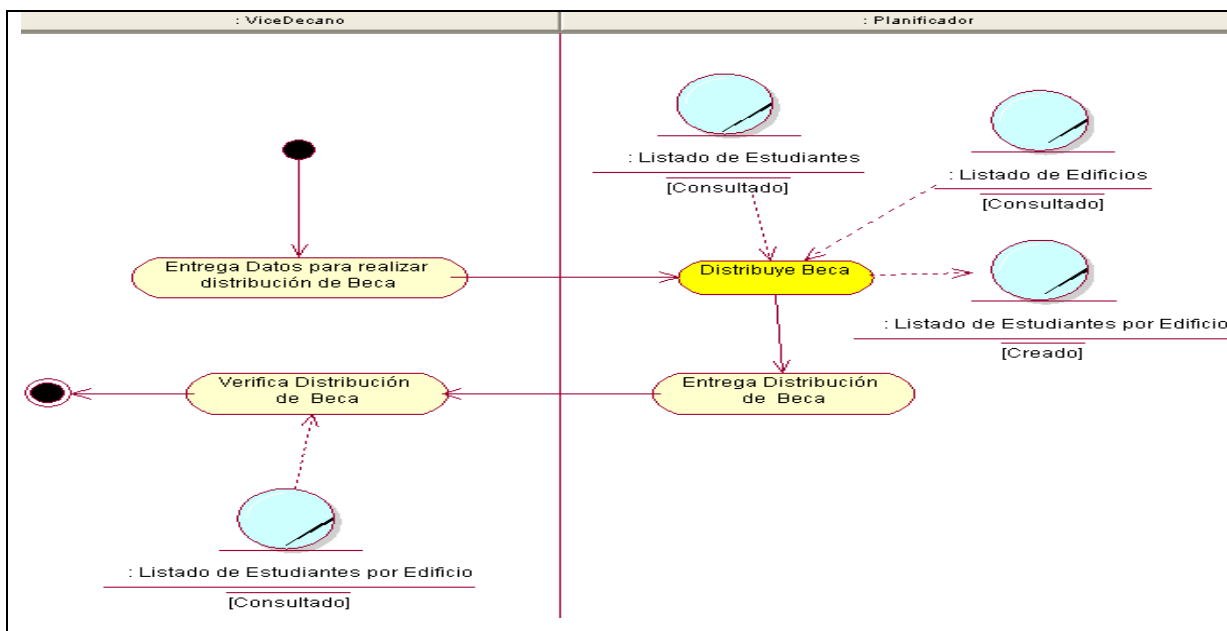 : ViceDecano
: Planificador
: Listado de Estudiantes
[Consultado]
: Listado de Edificios
[Consultado]
Entrega Datos para realizar
distribución de Beca
Distribuye Beca
: Listado de Estudiantes por Edificio
[Creado]
Verifica Distribución
de Beca
Entrega Distribución
de Beca
: Listado de Estudiantes por Edificio
[Consultado]